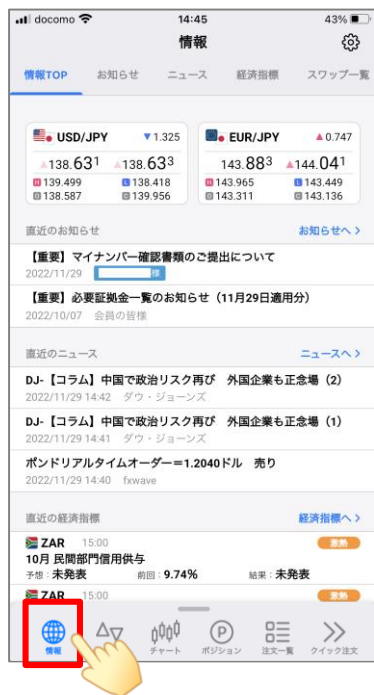 docomo 14:45 43%
情報
情報TOP お知らせ ニュース 経済指標 スワップ一覧
USD/JPY ▼1.325 EUR/JPY ▲0.747
▲138.631 ▲138.633 143.883 ▲144.041
H 139.499 L 138.418 H 143.965 L 143.449
O 138.587 C 139.956 O 143.311 C 143.136
直近のお知らせ お知らせへ >
【重要】マイナンバー確認書類のご提出について
2022/11/29 様
【重要】必要証拠金一覧のお知らせ（11月29日適用分）
2022/10/07 会員の皆様
直近のニュース ニュースへ >
DJ-【コラム】中国で政治リスク再び 外国企業も正念場（2）
2022/11/29 14:42 ダウ・ジョーンズ
DJ-【コラム】中国で政治リスク再び 外国企業も正念場（1）
2022/11/29 14:41 ダウ・ジョーンズ
ポンドリアルタイムオーダー＝1.2040ドル 売り
2022/11/29 14:40 fxwave
直近の経済指標 経済指標へ >
ZAR 15:00 激熱
10月 民間部門信用供与
予想：未発表 前回：9.74% 結果：未発表
ZAR 15:00
情報 チャート ポジション 注文一覧 クイック注文